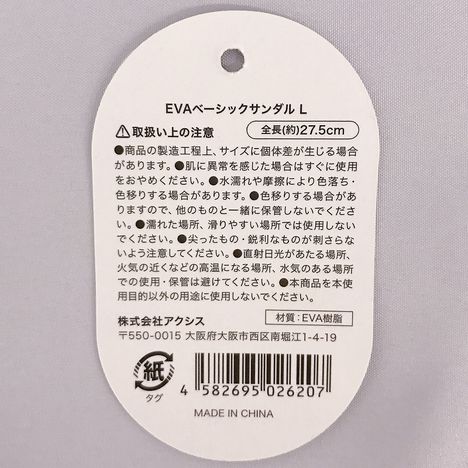 EVAベーシックサンダル L
⚠取扱い上の注意 全長(約)27.5cm
●商品の製造工程上、サイズに個体差が生じる場合
があります。●肌に異常を感じた場合はすぐに使用
をおやめください。●水濡れや摩擦により色落ち・
色移りする場合があります。●色移りする場合があ
りますので、他のものと一緒に保管しないでくださ
い。●濡れた場所、滑りやすい場所では使用しない
でください。●尖ったもの・鋭利なものが刺さらな
いよう注意してください。●直射日光があたる場所、
火気の近くなどの高温になる場所、水気のある場所
での使用・保管は避けてください。●本商品を本使
用目的以外の用途に使用しないでください。
材質：EVA樹脂
株式会社アクシス
〒550-0015 大阪府大阪市西区南堀江1-4-19
紙
タグ
4 582695 026207
MADE IN CHINA